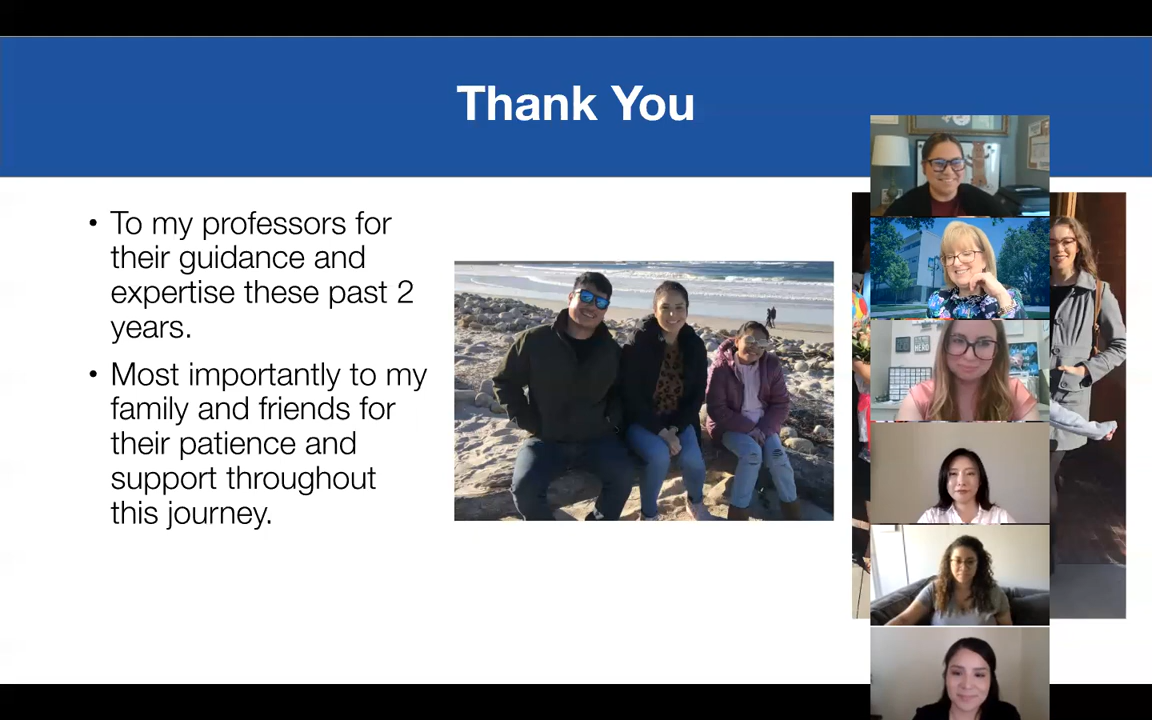 Thank You
• To my professors for
their guidance and
expertise these past 2
years.
• Most importantly to my
family and friends for
their patience and
support throughout
this journey.